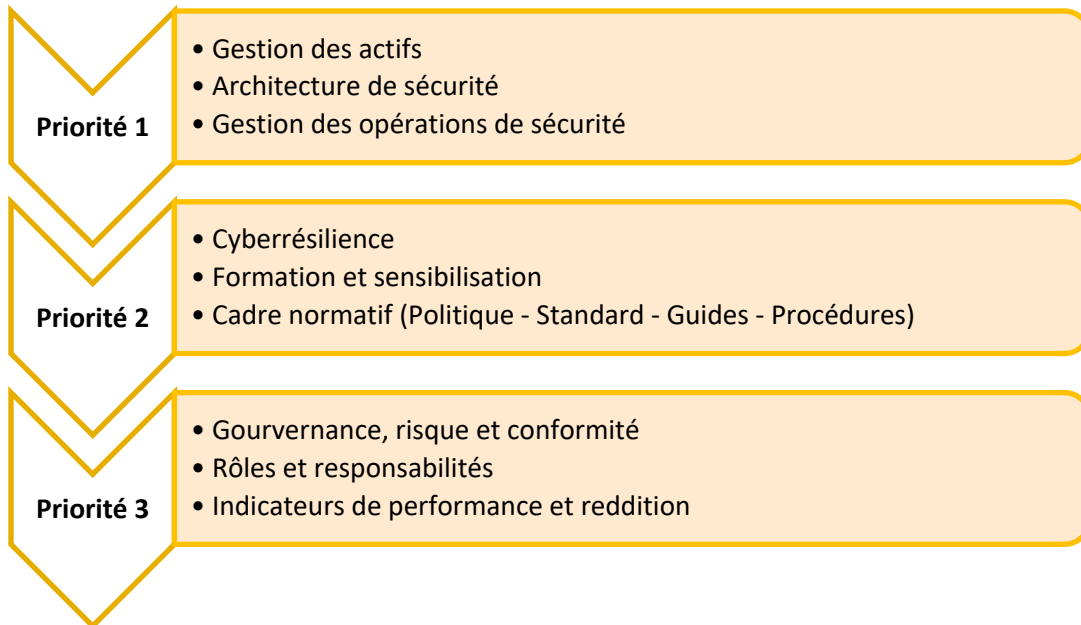 Priorité 1
• Gestion des actifs
• Architecture de sécurité
• Gestion des opérations de sécurité
Priorité 2
• Cyberrésilience
• Formation et sensibilisation
• Cadre normatif (Politique - Standard - Guides - Procédures)
Priorité 3
• Gourvernance, risque et conformité
• Rôles et responsabilités
• Indicateurs de performance et reddition